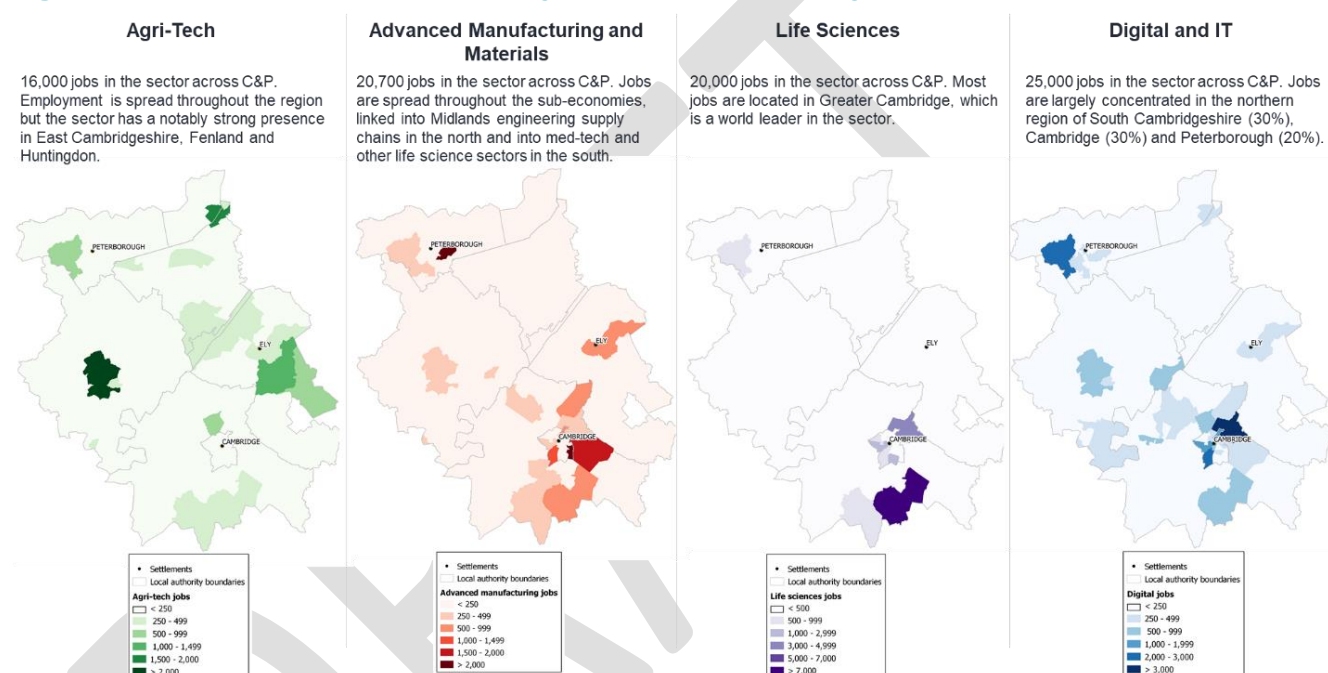 Agri-Tech
16,000 jobs in the sector across C&P.
Employment is spread throughout the region
but the sector has a notably strong presence
in East Cambridgeshire, Fenland and
Huntingdon.
PETERBOROUGH
ELY
CAMBRIDGE
Settlements
Local authority boundaries
Agri-tech jobs
< 250
250 - 499
500 - 999
1,000 - 1,499
1,500 - 2,000
> 2,000
Advanced Manufacturing and
Materials
20,700 jobs in the sector across C&P. Jobs
are spread throughout the sub-economies,
linked into Midlands engineering supply
chains in the north and into med-tech and
other life science sectors in the south.
PETERBOROUGH
ELY
CAMBRIDGE
Settlements
Local authority boundaries
Advanced manufacturing jobs
< 250
250 - 499
500 - 999
1,000 - 1,499
1,500 - 2,000
> 2,000
Life Sciences
20,000 jobs in the sector across C&P. Most
jobs are located in Greater Cambridge, which
is a world leader in the sector.
PETERBOROUGH
ELY
CAMBRIDGE
Settlements
Local authority boundaries
Life sciences jobs
< 500
500 - 999
1,000 - 2,999
3,000 - 4,999
5,000 - 7,000
> 7,000
Digital and IT
25,000 jobs in the sector across C&P. Jobs
are largely concentrated in the northern
region of South Cambridgeshire (30%),
Cambridge (30%) and Peterborough (20%).
PETERBOROUGH
ELY
CAMBRIDGE
Settlements
Local authority boundaries
Digital jobs
< 250
250 - 499
500 - 999
1,000 - 1,999
2,000 - 3,000
> 3,000